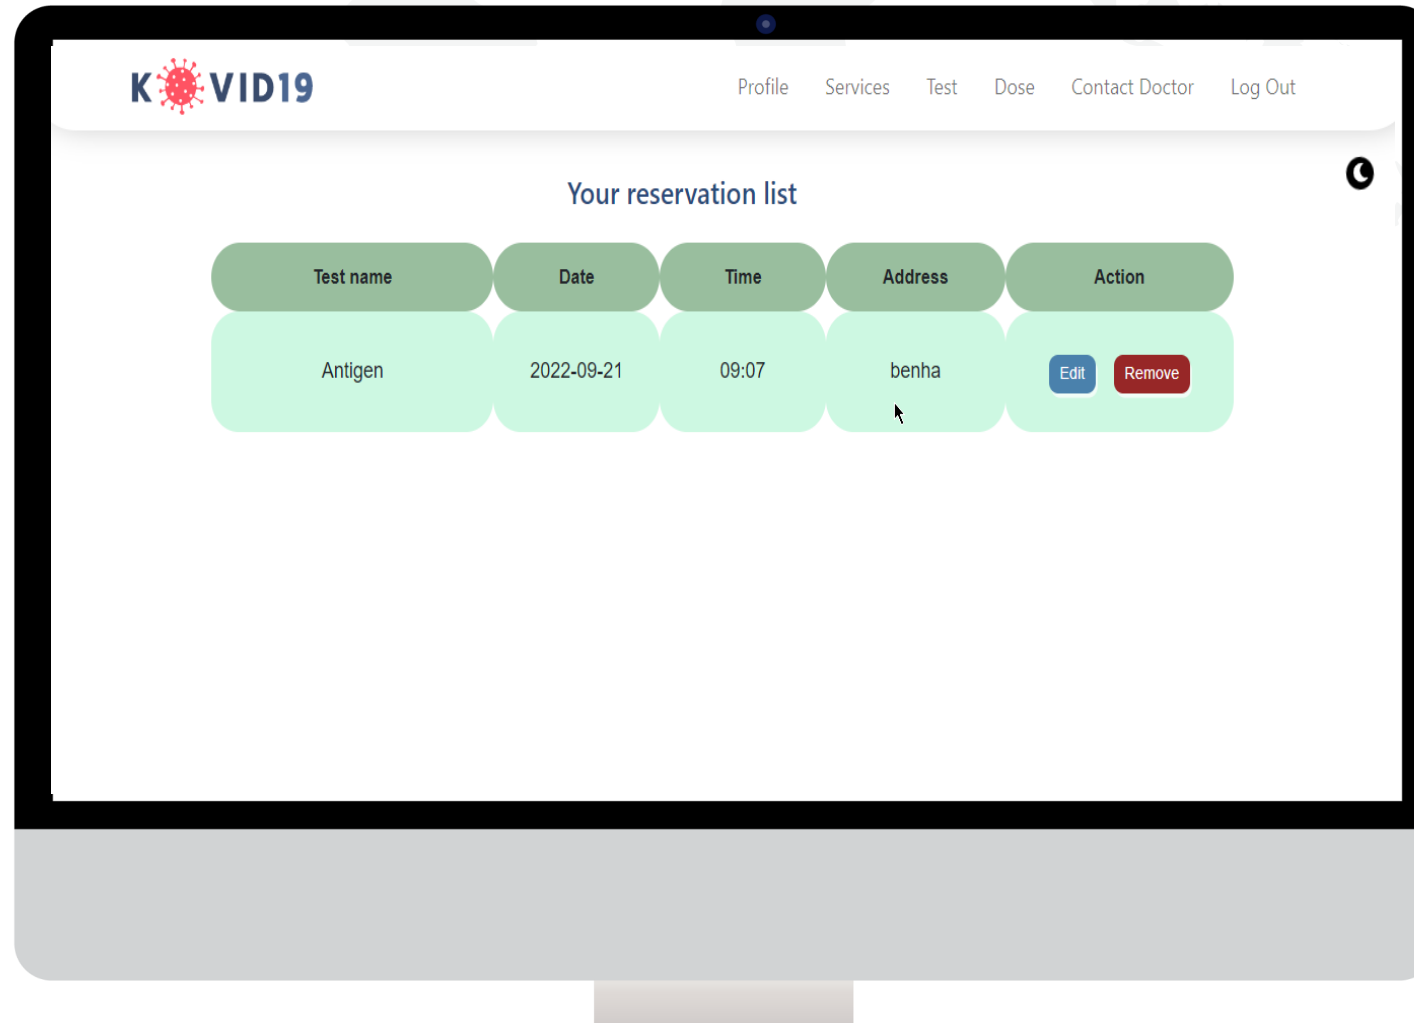 K VID19
Profile Services Test Dose Contact Doctor Log Out
Your reservation list
Test name Date Time Address Action
Antigen 2022-09-21 09:07 benha Edit Remove